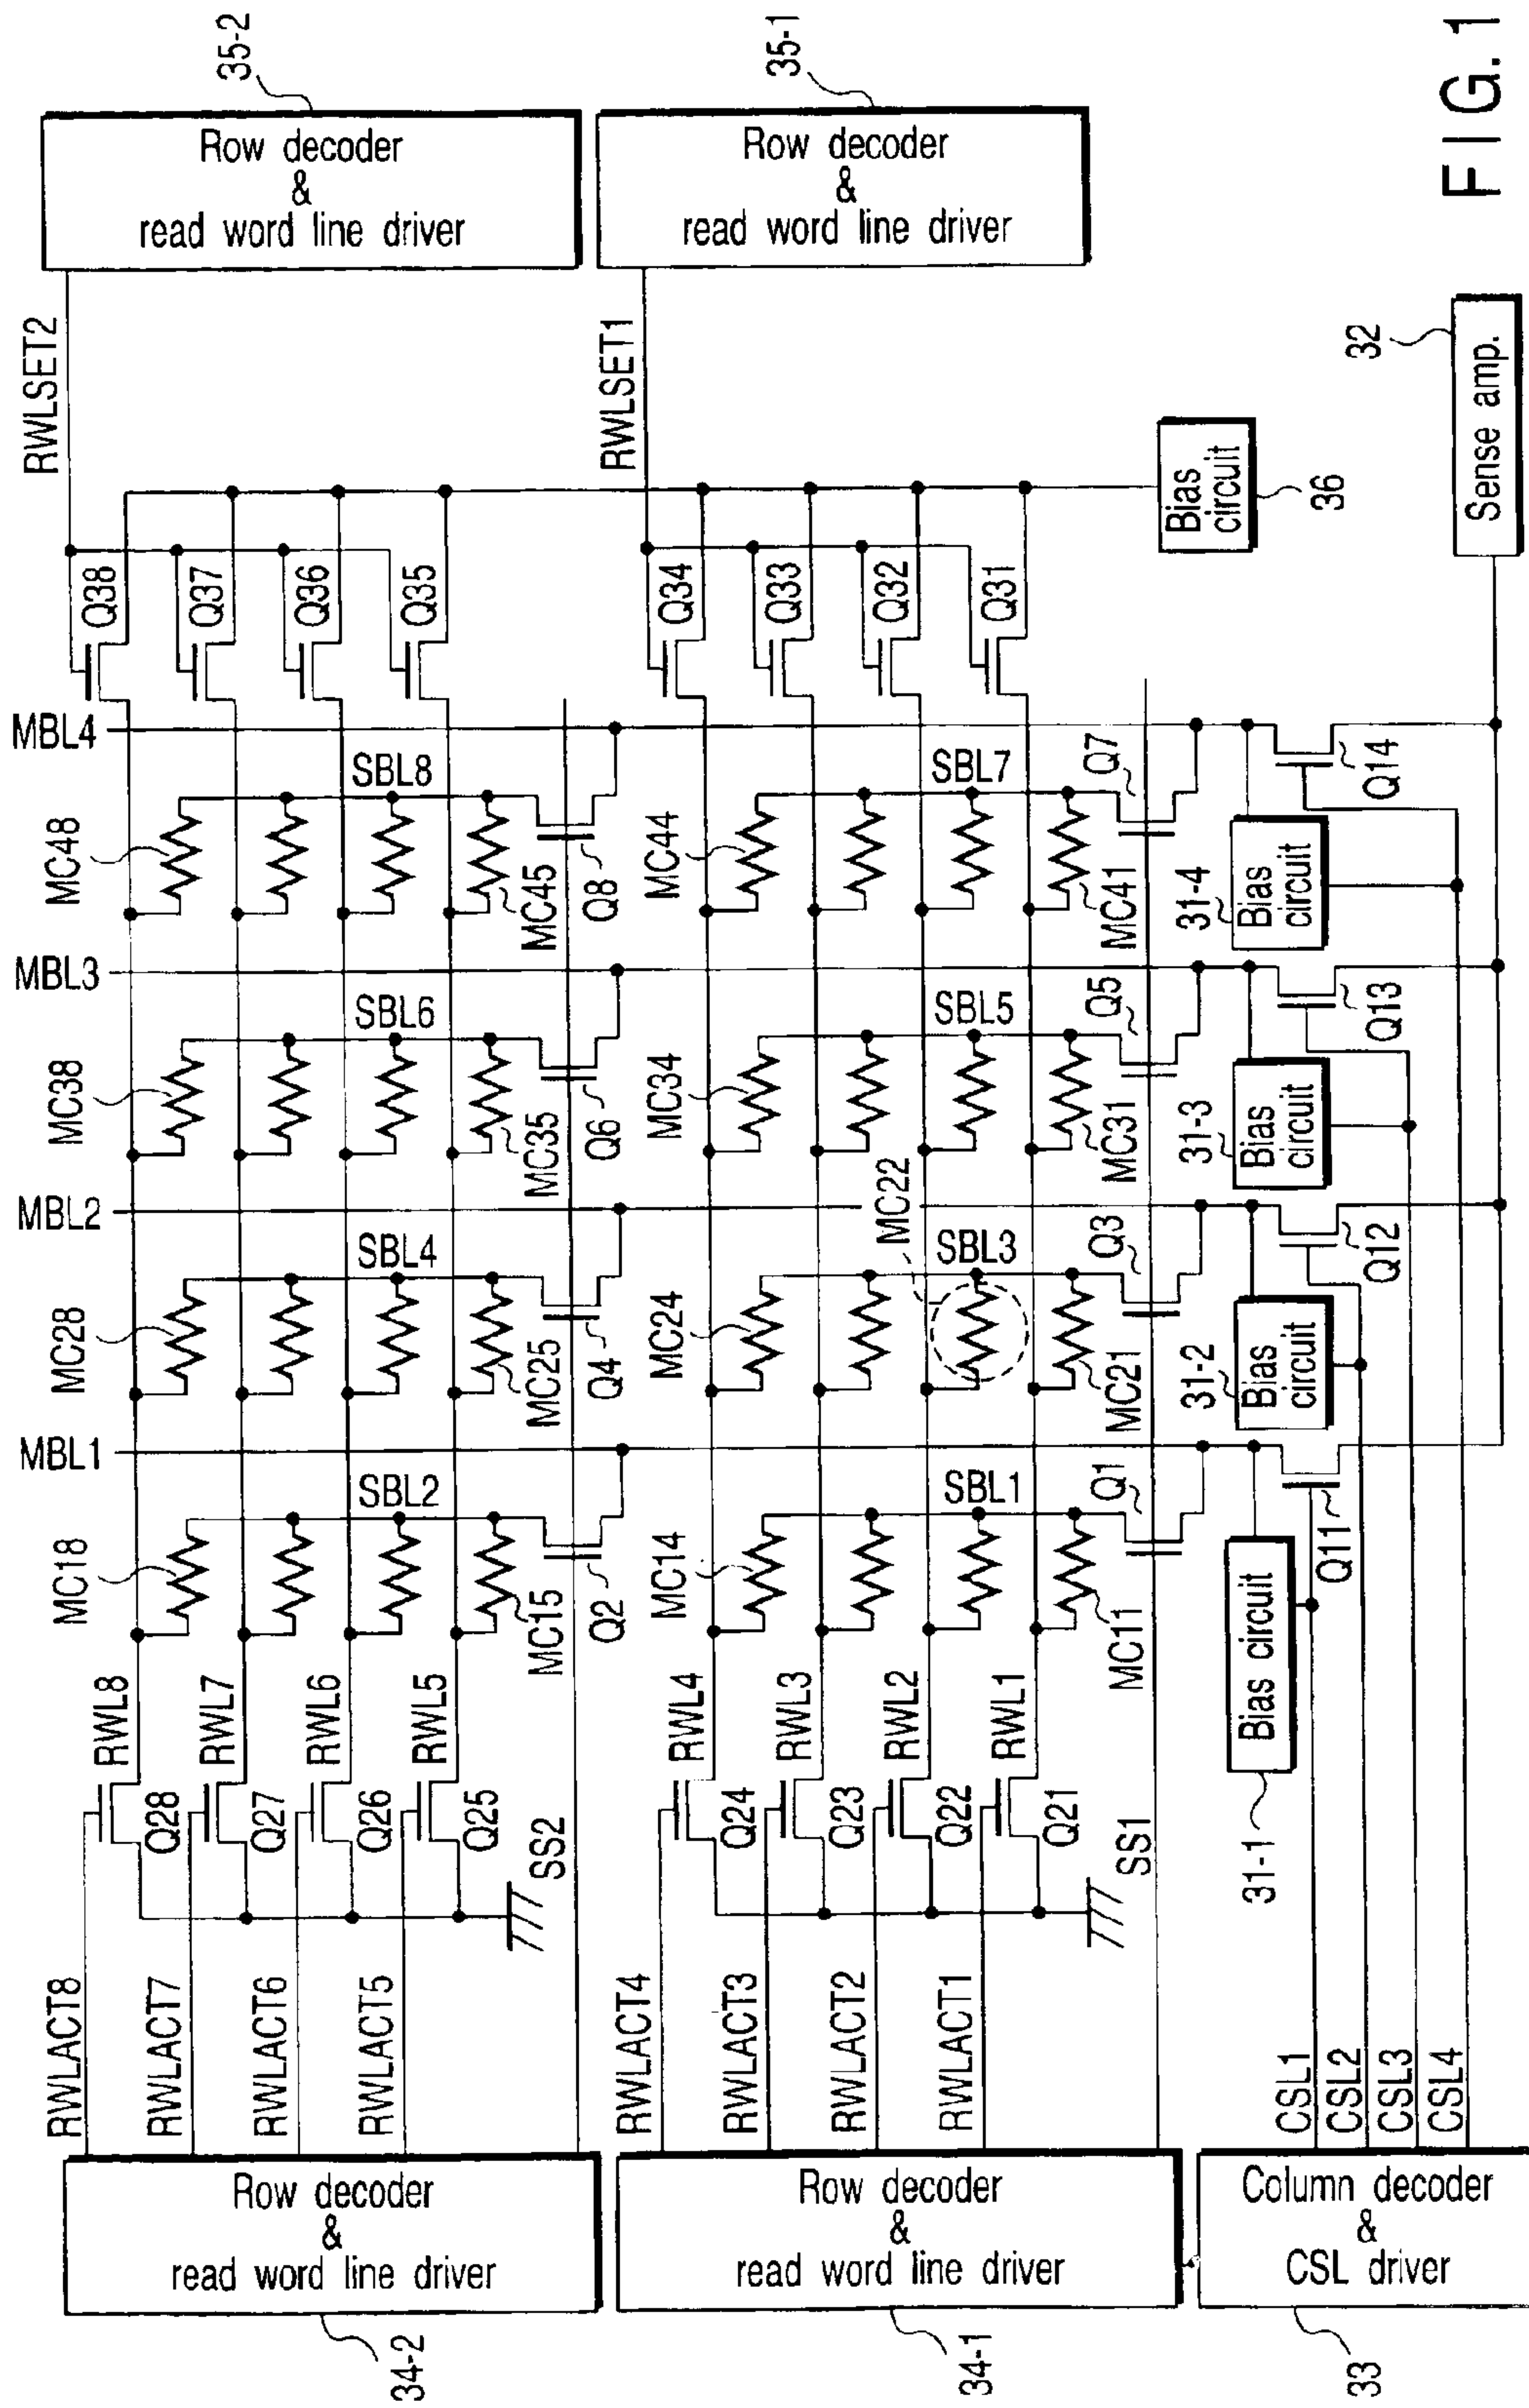 FIG. 1
35-2
Row decoder
&
read word line driver
35-1
Row decoder
&
read word line driver
RWLSET2
RWLSET1
32
Sense amp.
Bias
circuit
36
Q38
Q37
Q36
Q35
Q34
Q33
Q32
Q31
MBL4
SBL8
MC48
MC45
Q8
SBL7
MC44
MC41
Q7
Q14
31-4
Bias
circuit
MBL3
SBL6
MC38
MC35
Q6
SBL5
MC34
MC31
Q5
Q13
31-3
Bias
circuit
MBL2
SBL4
MC28
MC25
Q4
MC22
SBL3
MC24
MC21
Q3
Q12
31-2
Bias
circuit
MBL1
SBL2
MC18
MC15
Q2
SBL1
MC14
MC11
Q1
Q11
Bias circuit
31-1
RWL8
RWL7
RWL6
RWL5
RWL4
RWL3
RWL2
RWL1
Q28
Q27
Q26
Q25
Q24
Q23
Q22
Q21
SS2
SS1
RWLACT8
RWLACT7
RWLACT6
RWLACT5
RWLACT4
RWLACT3
RWLACT2
RWLACT1
CSL1
CSL2
CSL3
CSL4
Row decoder
&
read word line driver
34-2
Row decoder
&
read word line driver
34-1
Column decoder
&
CSL driver
33